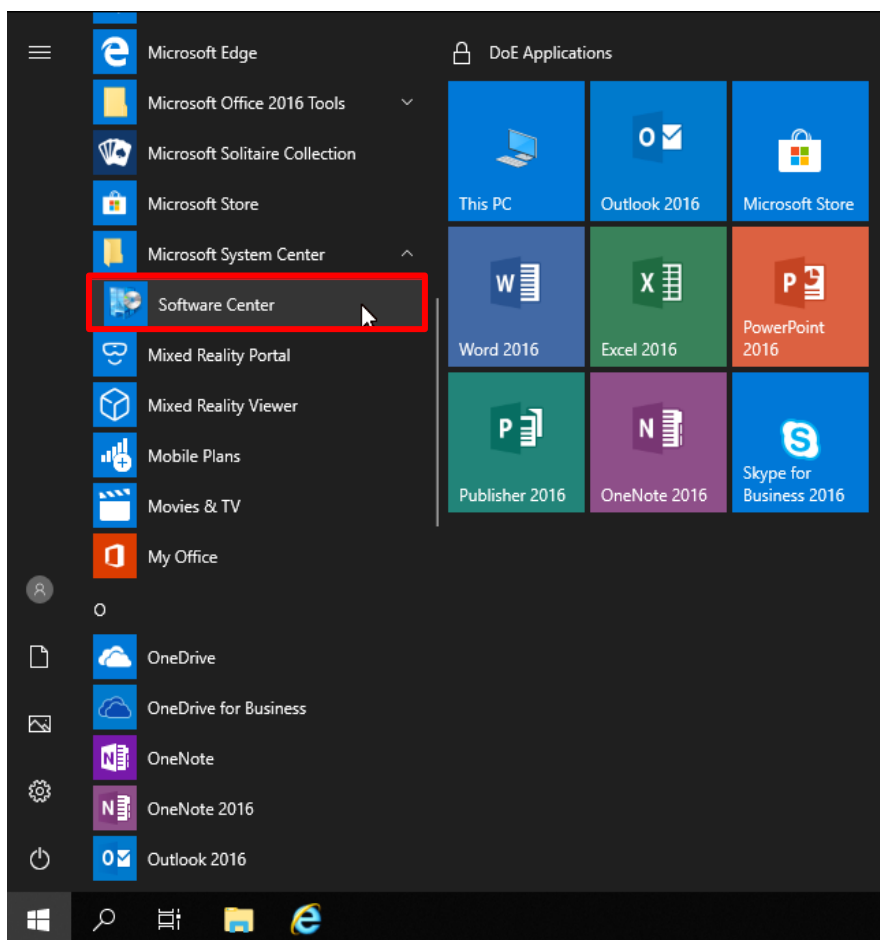 Microsoft Edge
Microsoft Office 2016 Tools
Microsoft Solitaire Collection
Microsoft Store
Microsoft System Center
Software Center
Mixed Reality Portal
Mixed Reality Viewer
Mobile Plans
Movies & TV
My Office
O
OneDrive
OneDrive for Business
OneNote
OneNote 2016
Outlook 2016
DoE Applications
This PC
Outlook 2016
Microsoft Store
Word 2016
Excel 2016
PowerPoint
2016
Publisher 2016
OneNote 2016
Skype for
Business 2016